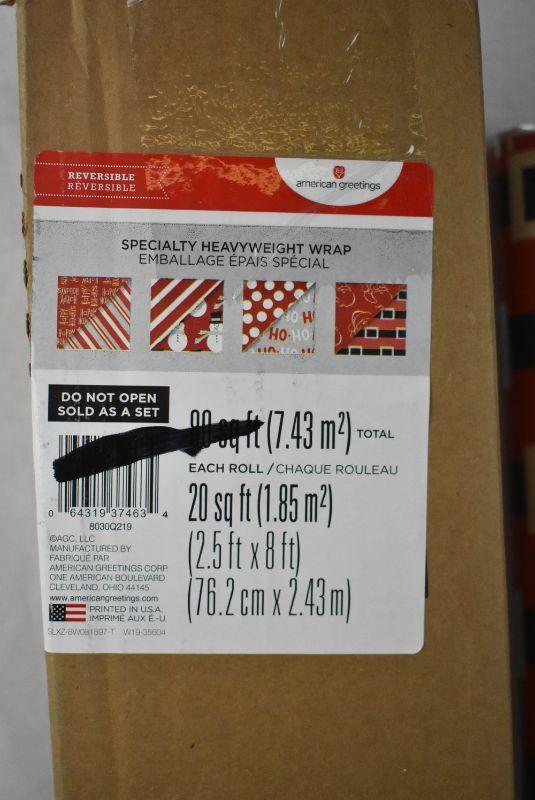 REVERSIBLE
RÉVERSIBLE
american greetings
SPECIALTY HEAVYWEIGHT WRAP
EMBALLAGE ÉPAIS SPÉCIAL
HO-HO
HO-HO
DO NOT OPEN
SOLD AS A SET
80 sq ft (7.43 m²) TOTAL
EACH ROLL / CHAQUE ROULEAU
20 sq ft (1.85 m²)
(2.5 ft x 8 ft)
(76.2 cm x 2.43 m)
0 64319 37463 4
8030Q219
©AGC, LLC
MANUFACTURED BY
FABRIQUÉ PAR
AMERICAN GREETINGS CORP.
ONE AMERICAN BOULEVARD
CLEVELAND, OHIO 44145
www.americangreetings.com
PRINTED IN U.S.A.
IMPRIMÉ AUX É.-U.
SLXZ-8W081897-T W19-35604